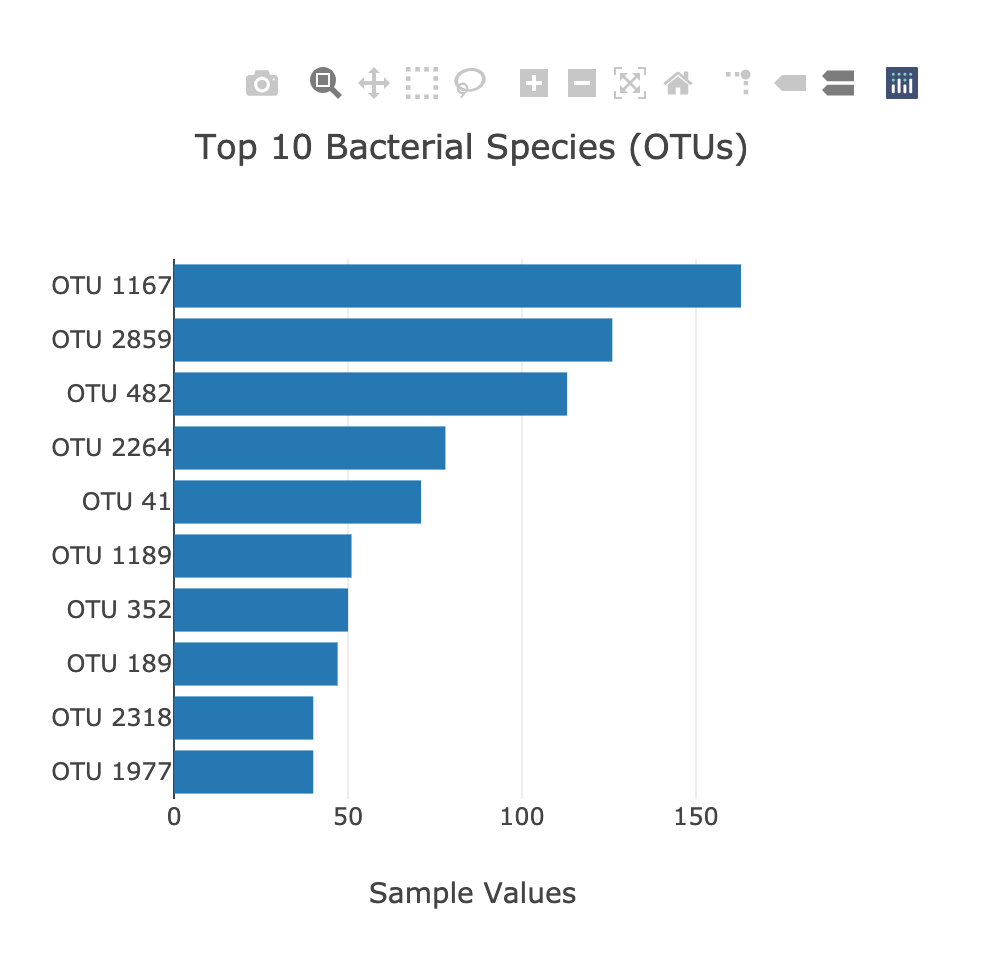 Top 10 Bacterial Species (OTUs)
OTU 1167
OTU 2859
OTU 482
OTU 2264
OTU 41
OTU 1189
OTU 352
OTU 189
OTU 2318
OTU 1977
0 50 100 150
Sample Values